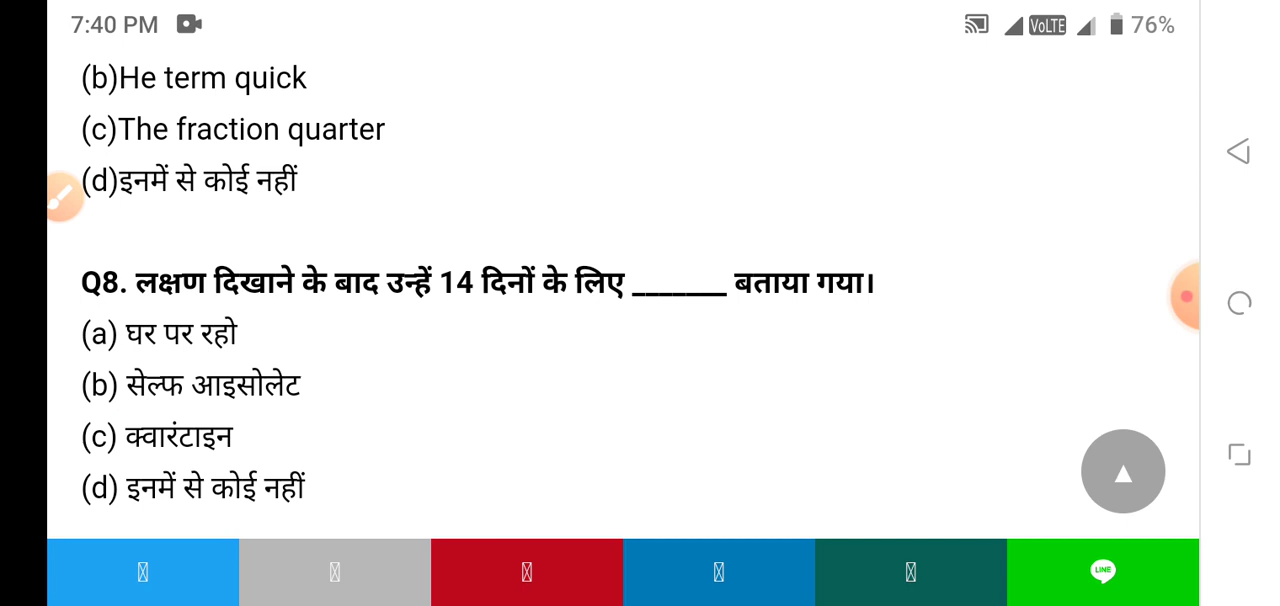 7:40 PM VoLTE 76%
(b)He term quick
(c)The fraction quarter
(d)इनमें से कोई नहीं
Q8. लक्षण दिखाने के बाद उन्हें 14 दिनों के लिए _______ बताया गया।
(a) घर पर रहो
(b) सेल्फ आइसोलेट
(c) क्वारंटाइन
(d) इनमें से कोई नहीं
LINE